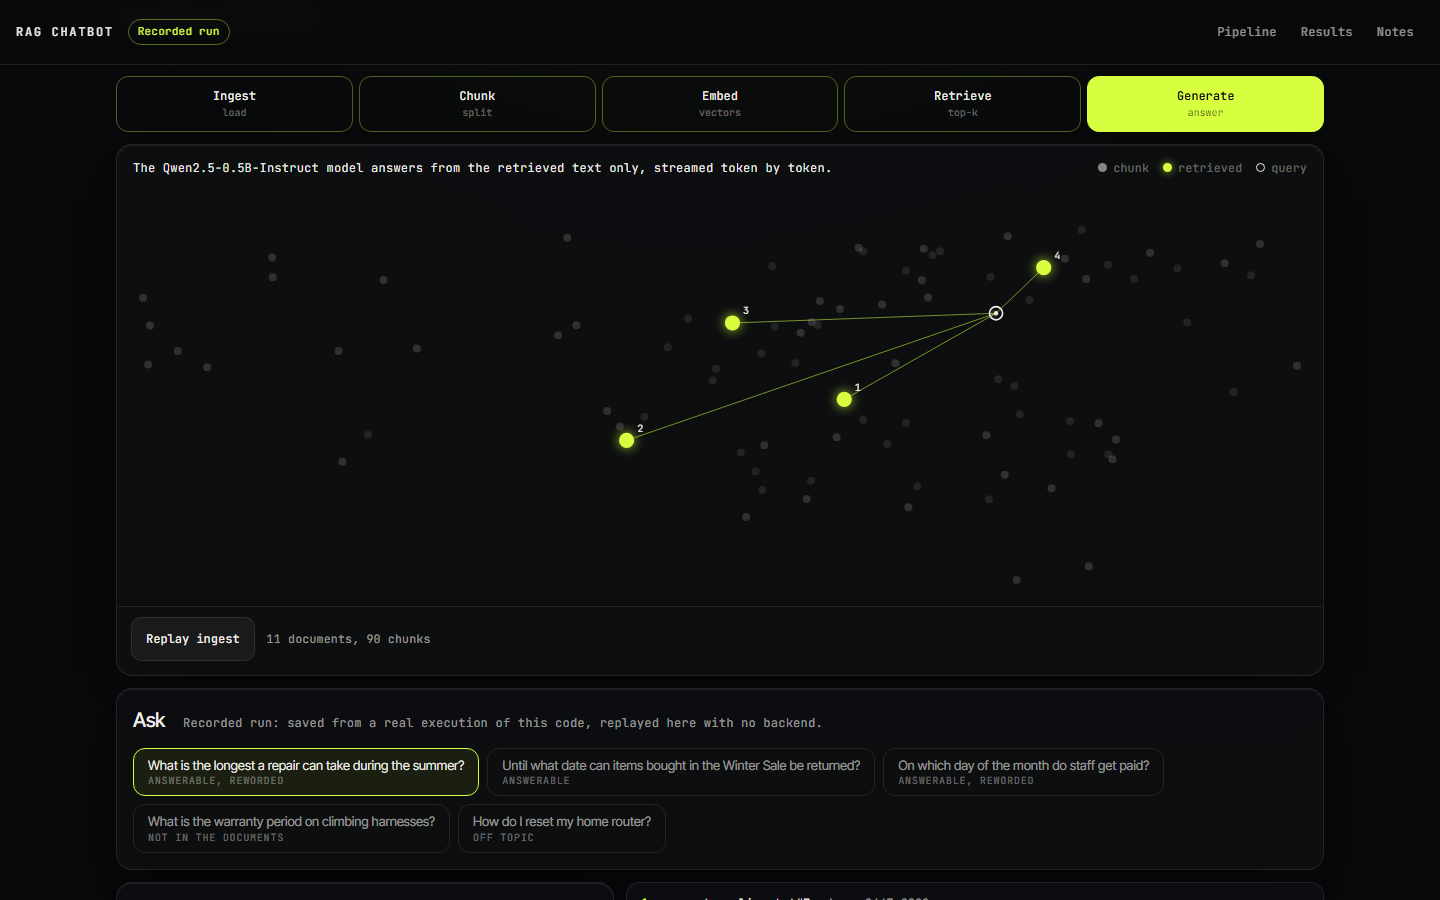 RAG CHATBOT
Recorded run
Pipeline
Results
Notes
Ingest
load
Chunk
split
Embed
vectors
Retrieve
top-k
Generate
answer
The Qwen2.5-0.5B-Instruct model answers from the retrieved text only, streamed token by token.
chunk
retrieved
query
4
3
1
2
Replay ingest
11 documents, 90 chunks
Ask
Recorded run: saved from a real execution of this code, replayed here with no backend.
What is the longest a repair can take during the summer?
ANSWERABLE, REWORDED
Until what date can items bought in the Winter Sale be returned?
ANSWERABLE
On which day of the month do staff get paid?
ANSWERABLE, REWORDED
What is the warranty period on climbing harnesses?
NOT IN THE DOCUMENTS
How do I reset my home router?
OFF TOPIC